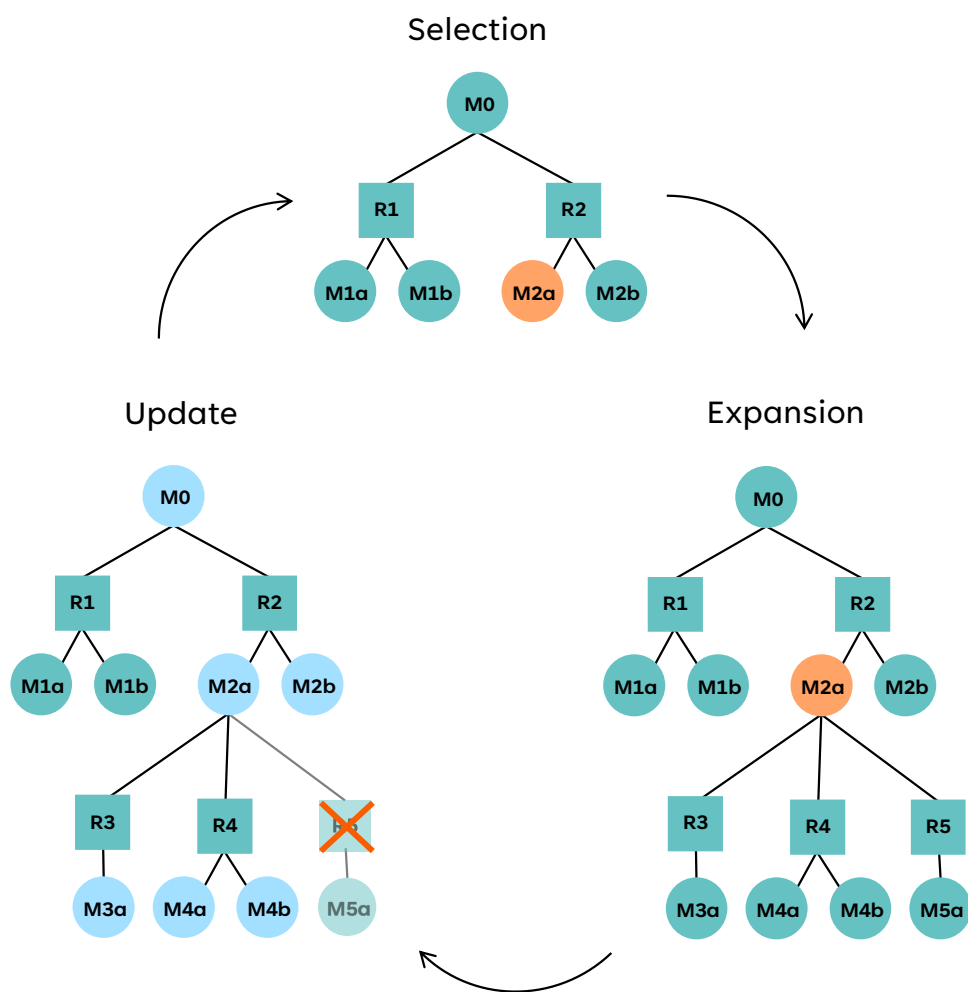 Selection
M0
R1 R2
M1a M1b M2a M2b
Update
M0
R1 R2
M1a M1b M2a M2b
R3 R4 R5
M3a M4a M4b M5a
Expansion
M0
R1 R2
M1a M1b M2a M2b
R3 R4 R5
M3a M4a M4b M5a